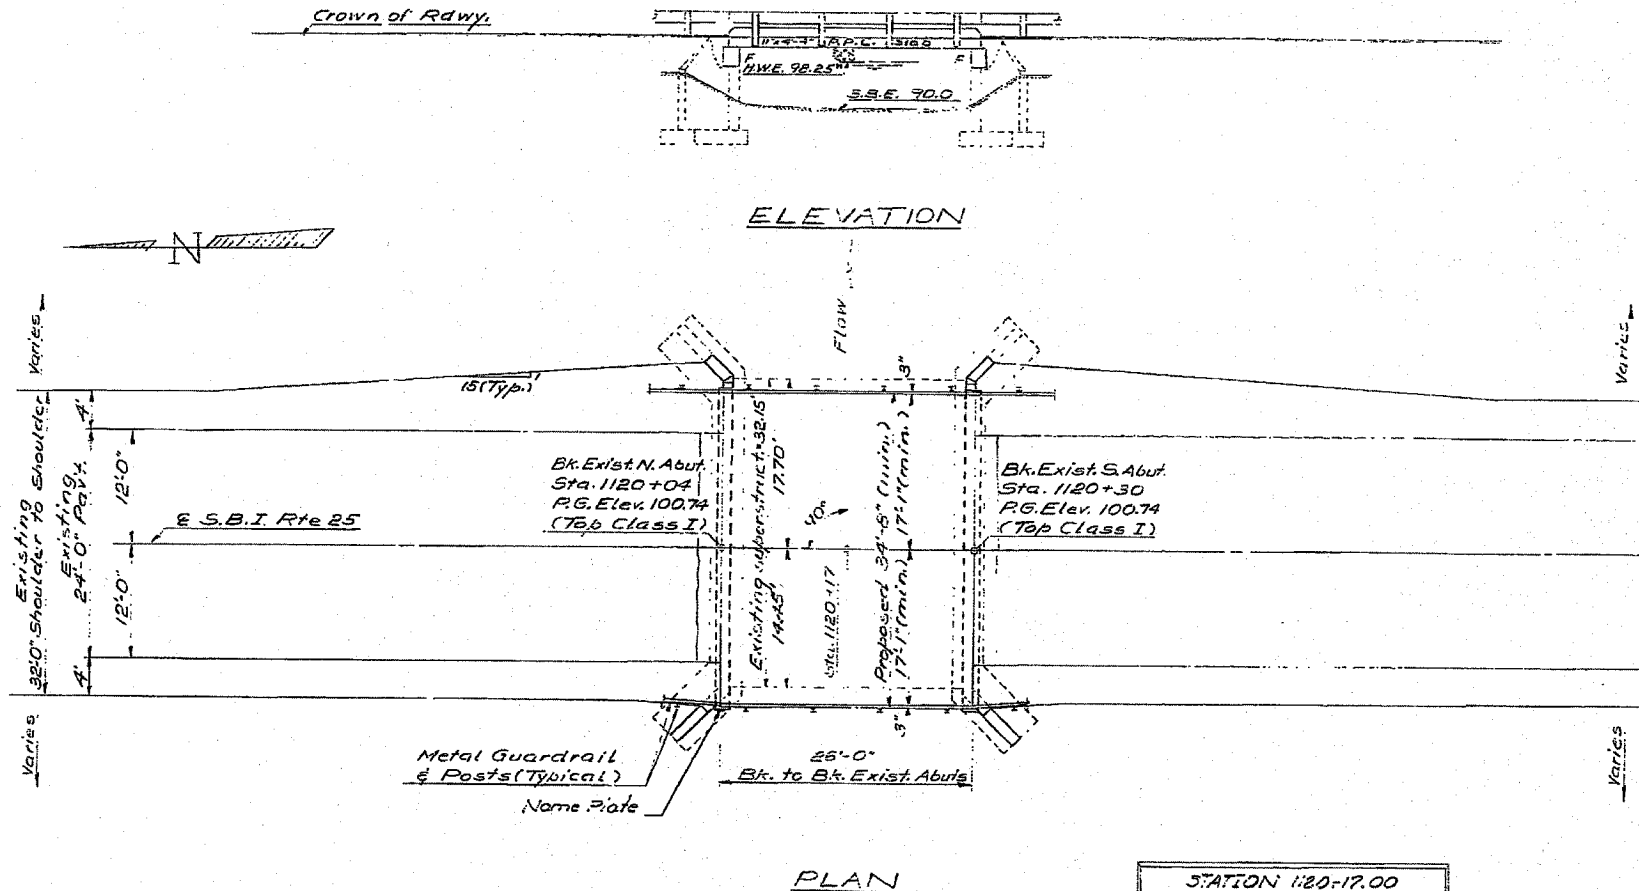 Crown of Rdwy.
P.P.C. Slab
F
F
H.W.E. 98.25
S.B.E. 90.0
ELEVATION
N
Flow
Varies
Varies
15 (Typ.)
3"
4'
12'-0"
12'-0"
4'
Existing
32'-0" Shoulder to Shoulder
Existing
24'-0" Pav't.
Bk. Exist. N. Abut.
Sta. 1120+04
P.G. Elev. 100.74
(Top Class I)
Existing superstruct.=32.15'
17.70'
40"
Proposed 34'-8" (min.)
17'-1" (min.)
17'-1" (min.)
Sta. 1120+17
Bk. Exist. S. Abut.
Sta. 1120+30
P.G. Elev. 100.74
(Top Class I)
℄ S.B.I. Rte 25
3"
Varies
Varies
Metal Guardrail
& Posts (Typical)
Name Plate
26'-0"
Bk. to Bk. Exist. Abuts
PLAN
STATION 1120+17.00